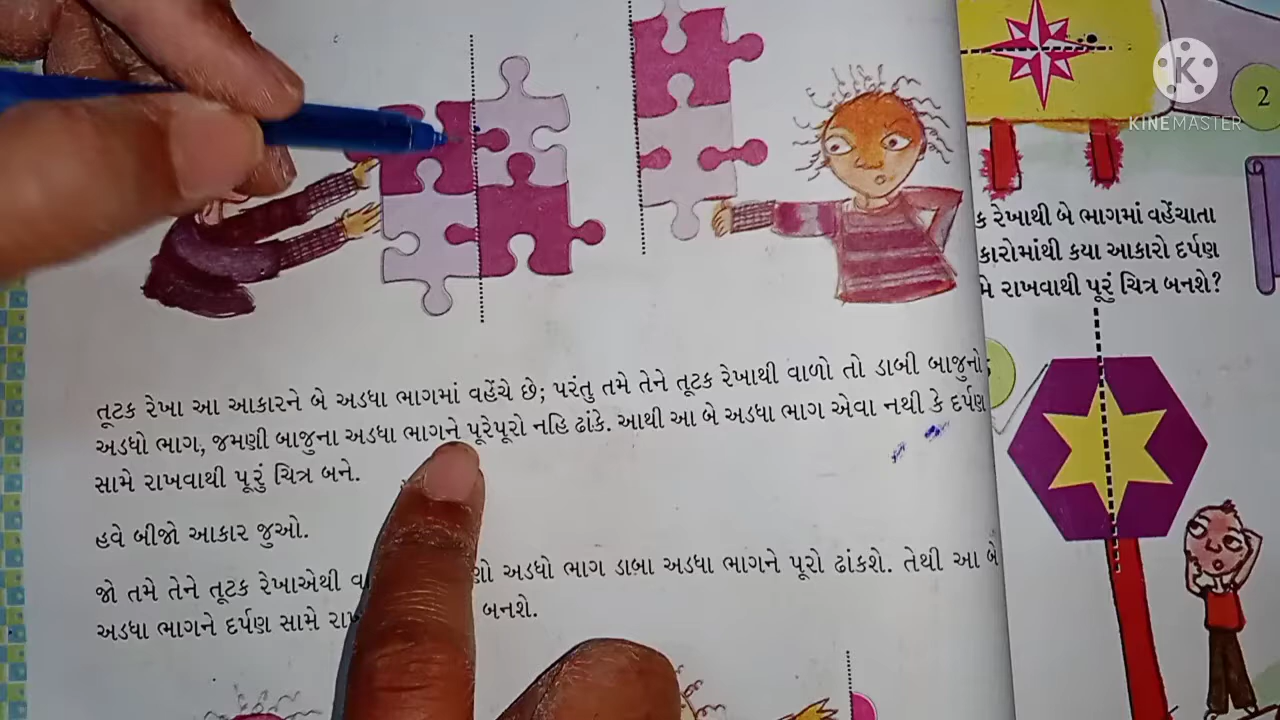 KINEMASTER
2
ક રેખાથી બે ભાગમાં વહેંચાતા
કારોમાંથી કયા આકારો દર્પણ
મે રાખવાથી પૂરું ચિત્ર બનશે?
તૂટક રેખા આ આકારને બે અડધા ભાગમાં વહેંચે છે; પરંતુ તમે તેને તૂટક રેખાથી વાળો તો ડાબી બાજુનો
અડધો ભાગ, જમણી બાજુના અડધા ભાગને પૂરેપૂરો નહિ ઢાંકે. આથી આ બે અડધા ભાગ એવા નથી કે દર્પણ
સામે રાખવાથી પૂરું ચિત્ર બને.
હવે બીજો આકાર જુઓ.
જો તમે તેને તૂટક રેખાએથી અડધો ભાગ ડાબા અડધા ભાગને પૂરો ઢાંકશે. તેથી આ બે
અડધા ભાગને દર્પણ સામે બનશે.